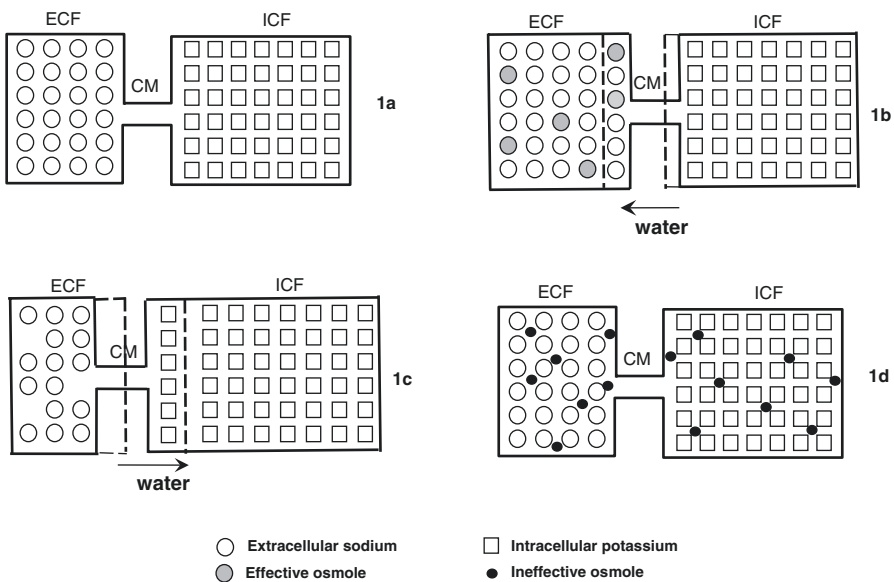 ECF
ICF
CM
1a
ECF
ICF
CM
1b
water
ECF
ICF
CM
1c
water
ECF
ICF
CM
1d
Extracellular sodium
Intracellular potassium
Effective osmole
Ineffective osmole